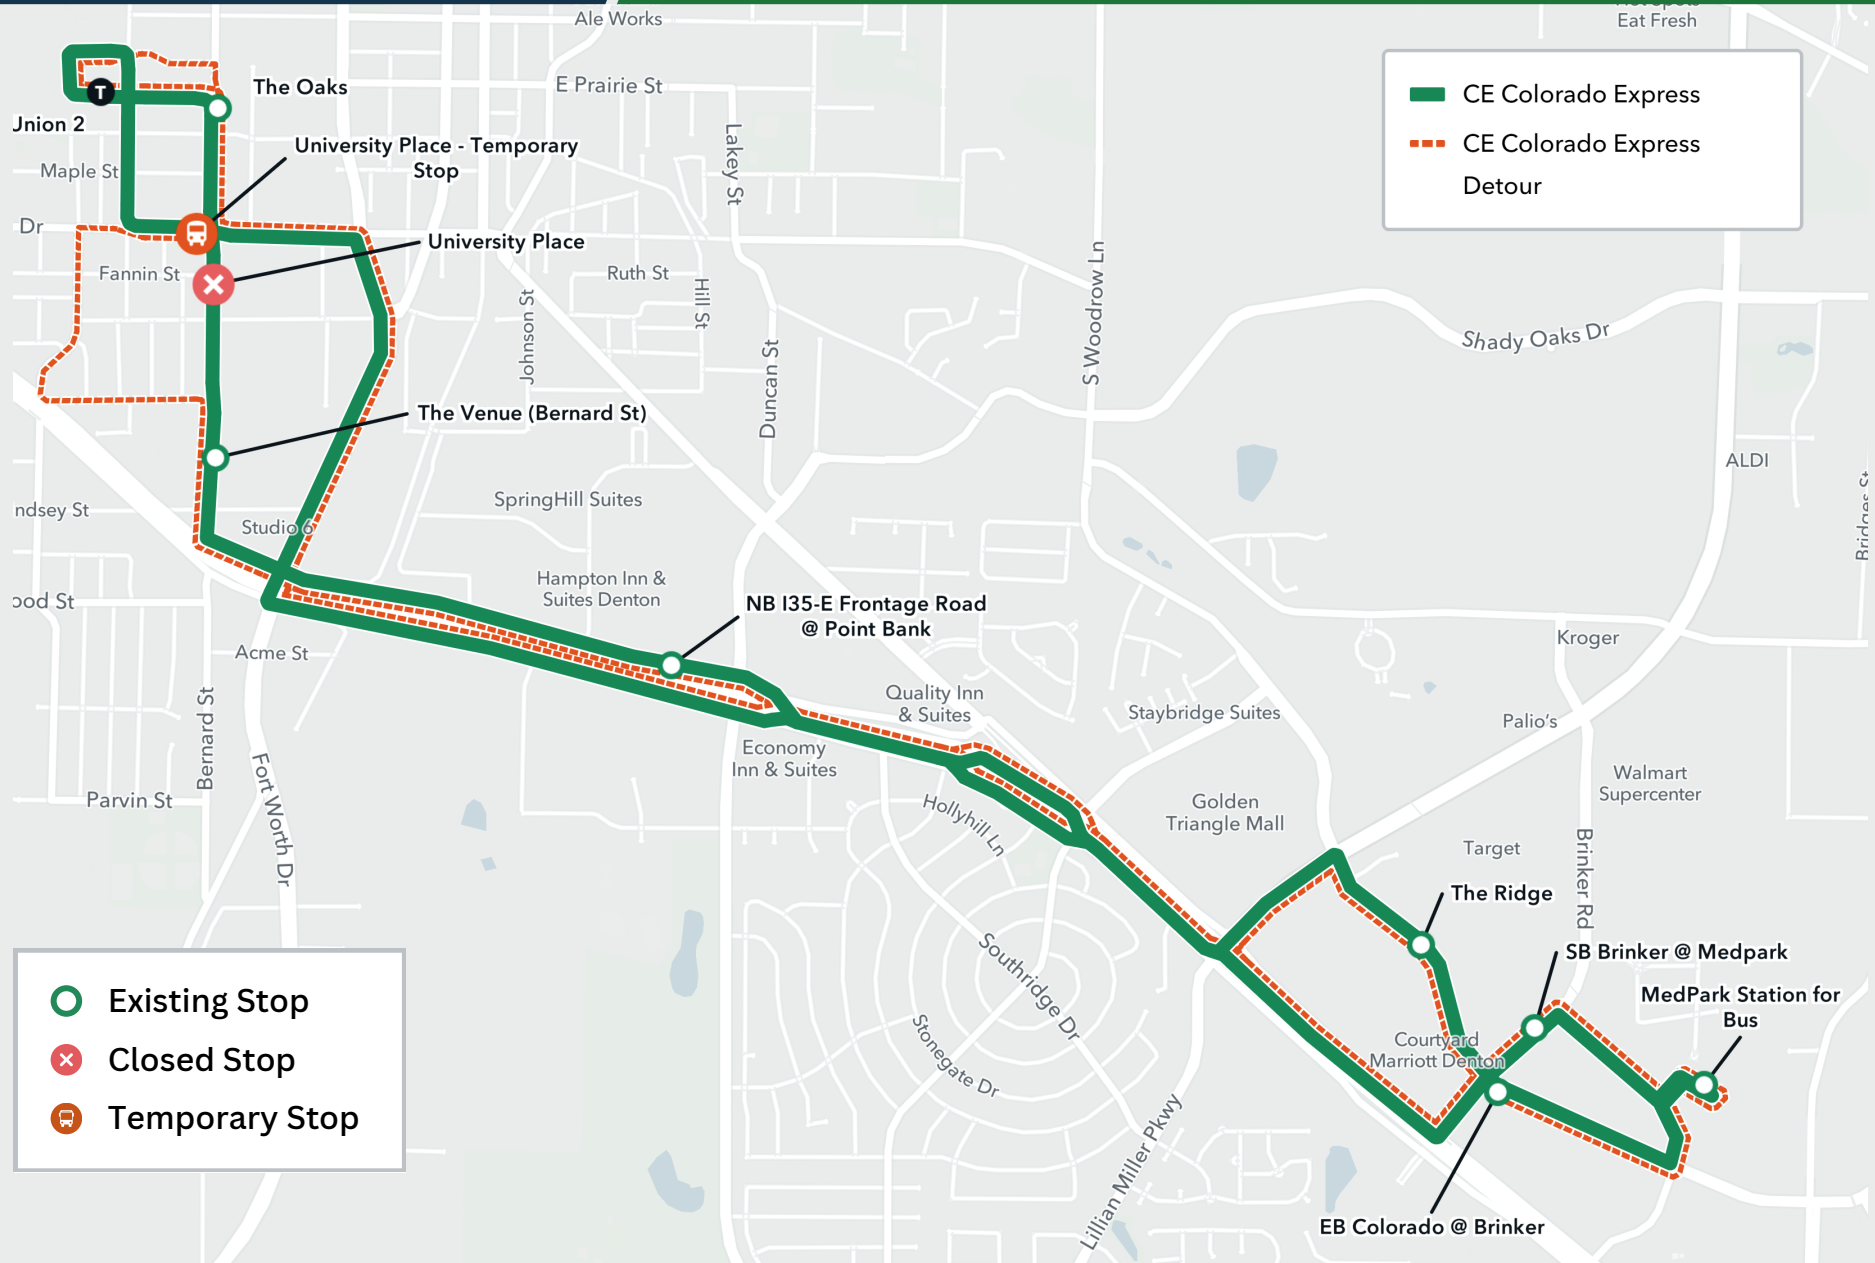 Ale Works
Eat Fresh
CE Colorado Express
CE Colorado Express
Detour
The Oaks
E Prairie St
T
Union 2
Lakey St
University Place - Temporary
Stop
Maple St
Dr
University Place
Fannin St
Ruth St
Hill St
Johnson St
S Woodrow Ln
Shady Oaks Dr
Duncan St
The Venue (Bernard St)
ALDI
Bridges St
SpringHill Suites
ndsey St
Studio 6
Hampton Inn &
Suites Denton
NB I35-E Frontage Road
@ Point Bank
ood St
Kroger
Acme St
Quality Inn
& Suites
Staybridge Suites
Palio's
Bernard St
Economy
Inn & Suites
Fort Worth Dr
Walmart
Supercenter
Parvin St
Hollyhill Ln
Golden
Triangle Mall
Target
Brinker Rd
The Ridge
SB Brinker @ Medpark
Southridge Dr
MedPark Station for
Bus
Stonegate Dr
Courtyard
Marriott Denton
Existing Stop
Closed Stop
Temporary Stop
Lillian Miller Pkwy
EB Colorado @ Brinker